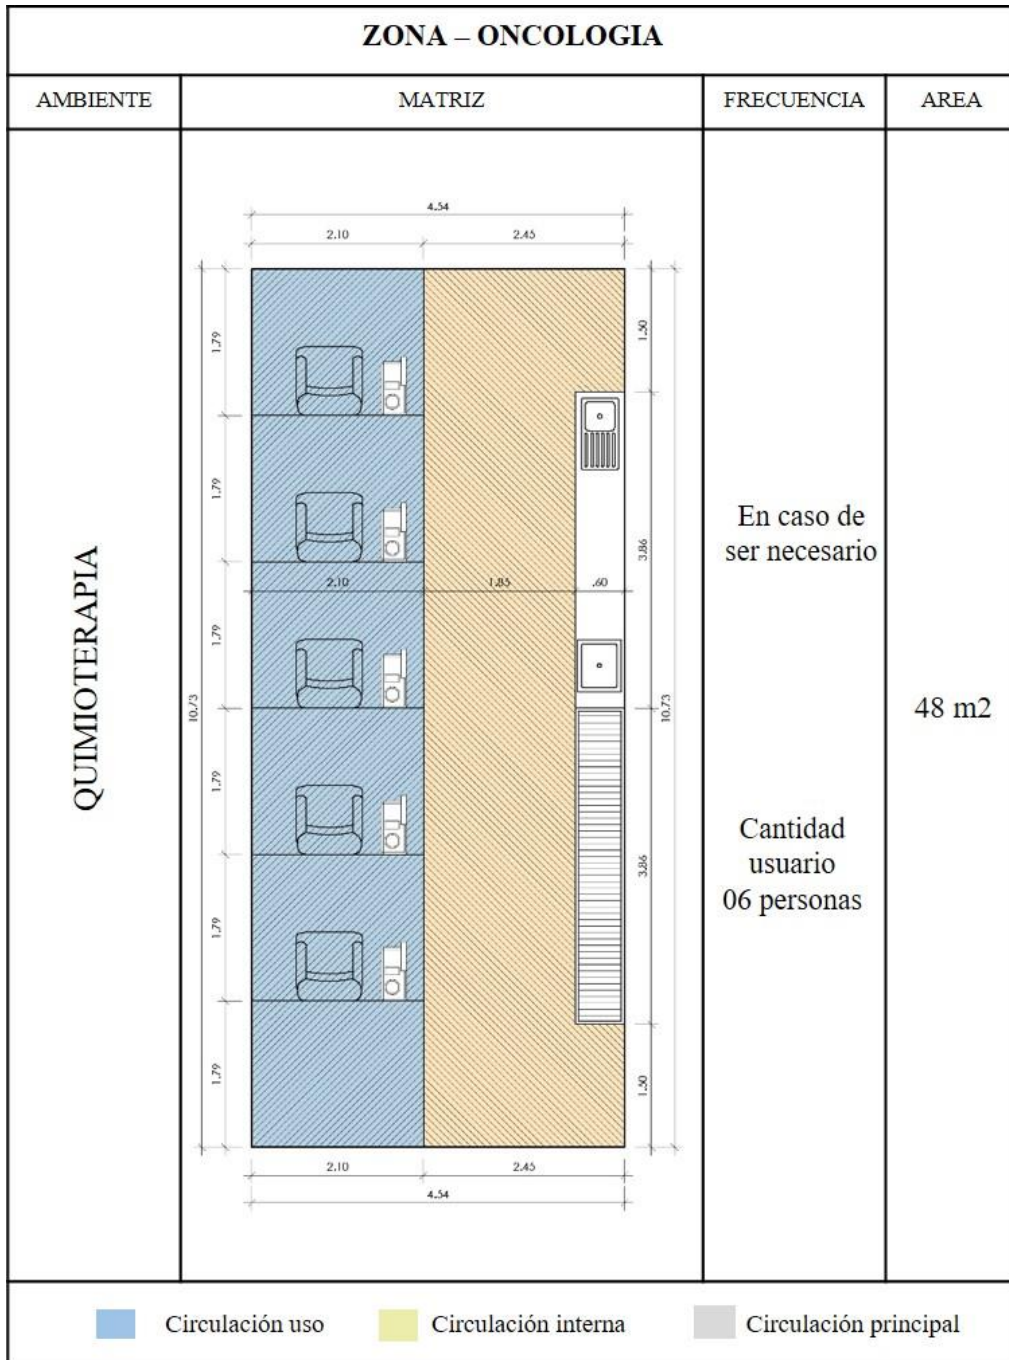 ZONA – ONCOLOGIA
AMBIENTE
MATRIZ
FRECUENCIA
AREA
QUIMIOTERAPIA
4.54
2.10
2.45
1.79
1.79
1.79
1.79
1.79
1.79
10.73
2.10
1.85
.60
1.50
3.86
3.86
1.50
10.73
2.10
2.45
4.54
En caso de
ser necesario
Cantidad
usuario
06 personas
48 m2
Circulación uso
Circulación interna
Circulación principal